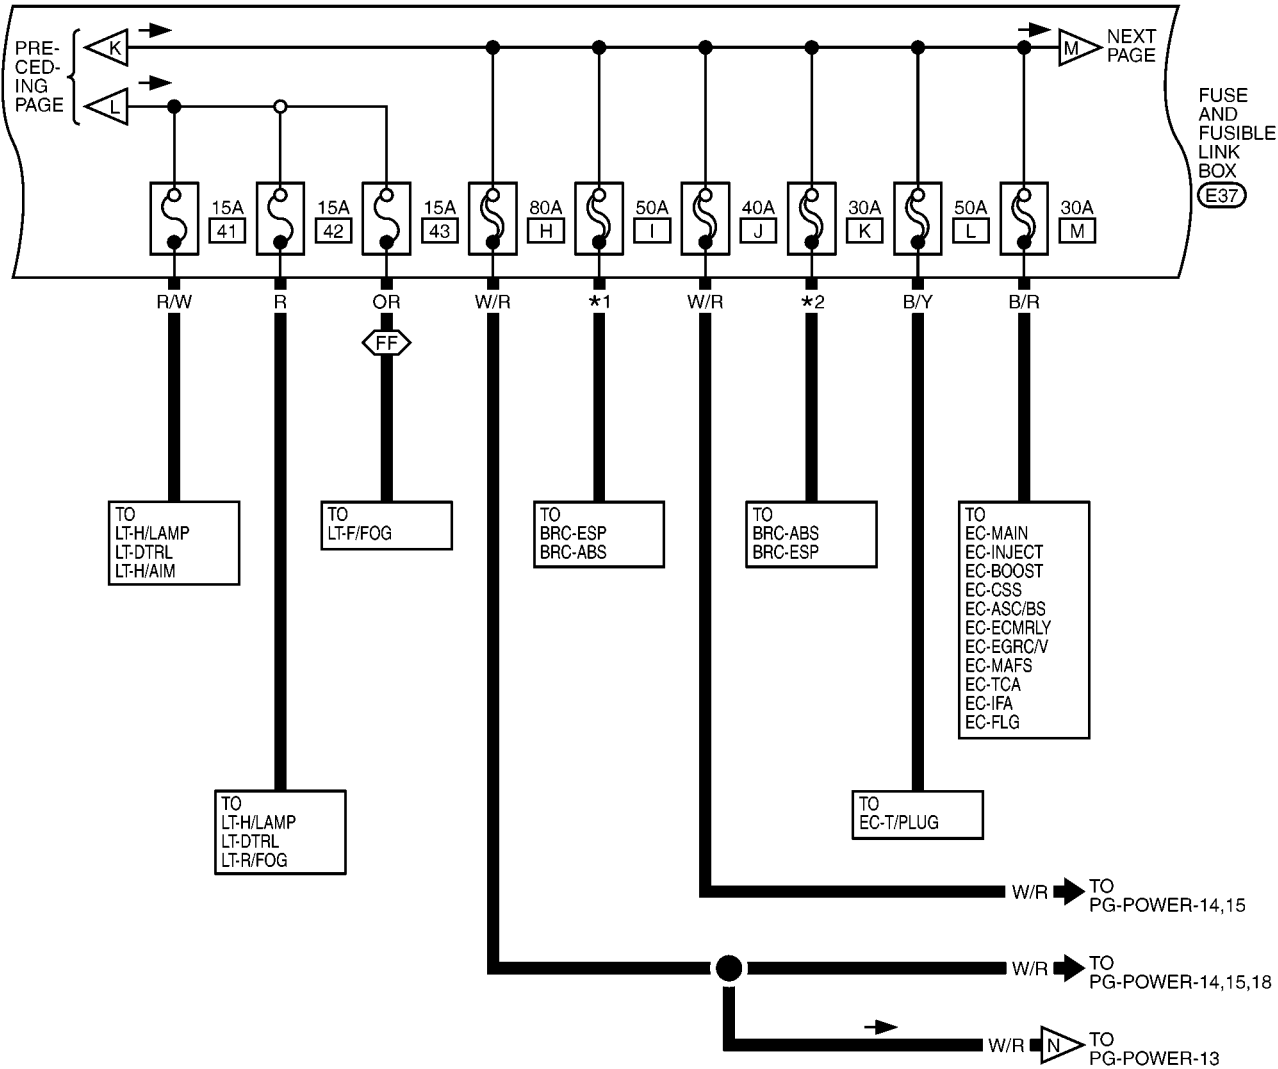 PRE-
CED-
ING
PAGE
K
L
M
NEXT
PAGE
FUSE
AND
FUSIBLE
LINK
BOX
E37
15A
41
15A
42
15A
43
80A
H
50A
I
40A
J
30A
K
50A
L
30A
M
R/W
R
OR
W/R
*1
W/R
*2
B/Y
B/R
FF
TO
LT-H/LAMP
LT-DTRL
LT-H/AIM
TO
LT-F/FOG
TO
BRC-ESP
BRC-ABS
TO
BRC-ABS
BRC-ESP
TO
EC-MAIN
EC-INJECT
EC-BOOST
EC-CSS
EC-ASC/BS
EC-ECMRLY
EC-EGRC/V
EC-MAFS
EC-TCA
EC-IFA
EC-FLG
TO
LT-H/LAMP
LT-DTRL
LT-R/FOG
TO
EC-T/PLUG
W/R
TO
PG-POWER-14,15
W/R
TO
PG-POWER-14,15,18
W/R
N
TO
PG-POWER-13